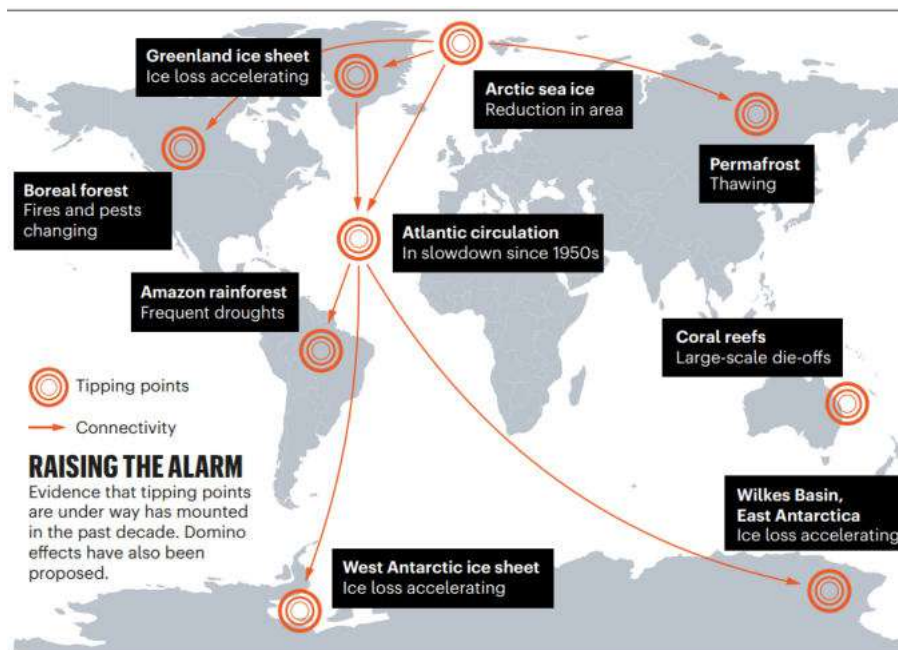 Greenland ice sheet
Ice loss accelerating
Arctic sea ice
Reduction in area
Permafrost
Thawing
Boreal forest
Fires and pests
changing
Atlantic circulation
In slowdown since 1950s
Amazon rainforest
Frequent droughts
Coral reefs
Large-scale die-offs
Tipping points
Connectivity
RAISING THE ALARM
Evidence that tipping points
are under way has mounted
in the past decade. Domino
effects have also been
proposed.
Wilkes Basin,
East Antarctica
Ice loss accelerating
West Antarctic ice sheet
Ice loss accelerating